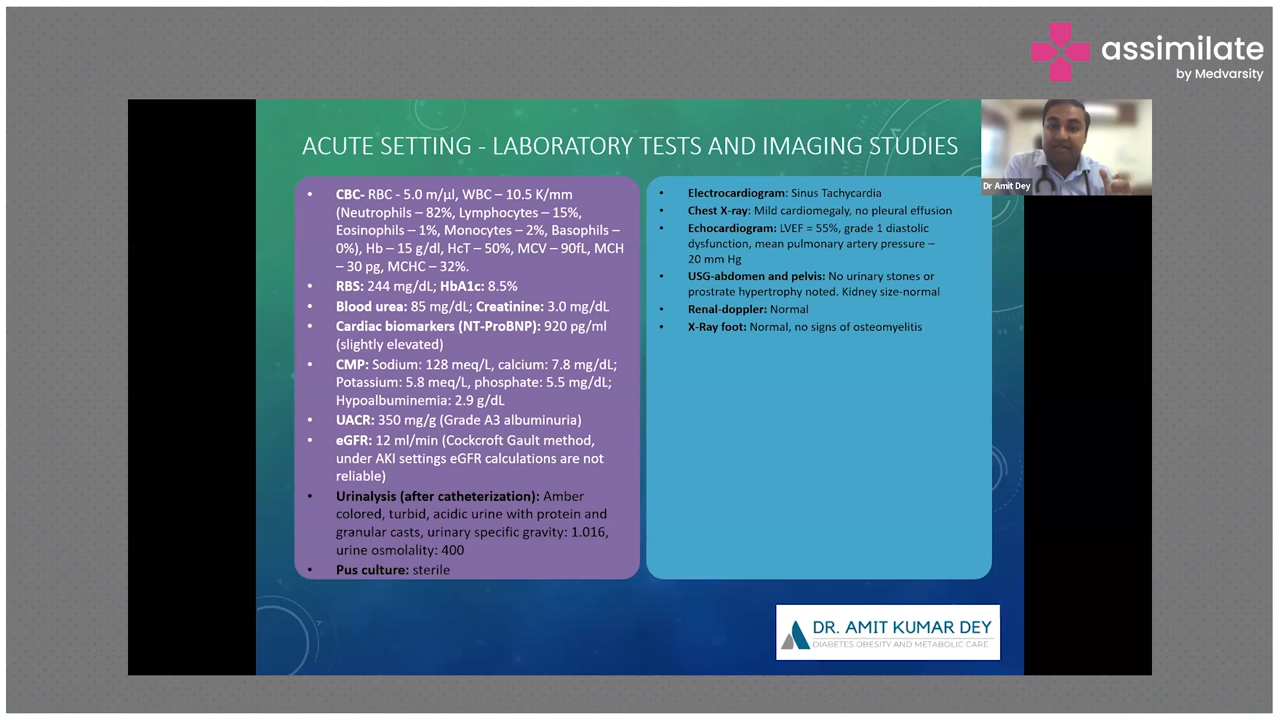 assimilate
by Medvarsity
ACUTE SETTING - LABORATORY TESTS AND IMAGING STUDIES
Dr Amit Dey
• CBC- RBC - 5.0 m/µl, WBC – 10.5 K/mm
(Neutrophils – 82%, Lymphocytes – 15%,
Eosinophils – 1%, Monocytes – 2%, Basophils –
0%), Hb – 15 g/dl, HcT – 50%, MCV – 90fL, MCH
– 30 pg, MCHC – 32%.
• RBS: 244 mg/dL; HbA1c: 8.5%
• Blood urea: 85 mg/dL; Creatinine: 3.0 mg/dL
• Cardiac biomarkers (NT-ProBNP): 920 pg/ml
(slightly elevated)
• CMP: Sodium: 128 meq/L, calcium: 7.8 mg/dL;
Potassium: 5.8 meq/L, phosphate: 5.5 mg/dL;
Hypoalbuminemia: 2.9 g/dL
• UACR: 350 mg/g (Grade A3 albuminuria)
• eGFR: 12 ml/min (Cockcroft Gault method,
under AKI settings eGFR calculations are not
reliable)
• Urinalysis (after catheterization): Amber
colored, turbid, acidic urine with protein and
granular casts, urinary specific gravity: 1.016,
urine osmolality: 400
• Pus culture: sterile
• Electrocardiogram: Sinus Tachycardia
• Chest X-ray: Mild cardiomegaly, no pleural effusion
• Echocardiogram: LVEF = 55%, grade 1 diastolic
dysfunction, mean pulmonary artery pressure –
20 mm Hg
• USG-abdomen and pelvis: No urinary stones or
prostrate hypertrophy noted. Kidney size-normal
• Renal-doppler: Normal
• X-Ray foot: Normal, no signs of osteomyelitis
DR. AMIT KUMAR DEY
DIABETES OBESITY AND METABOLIC CARE